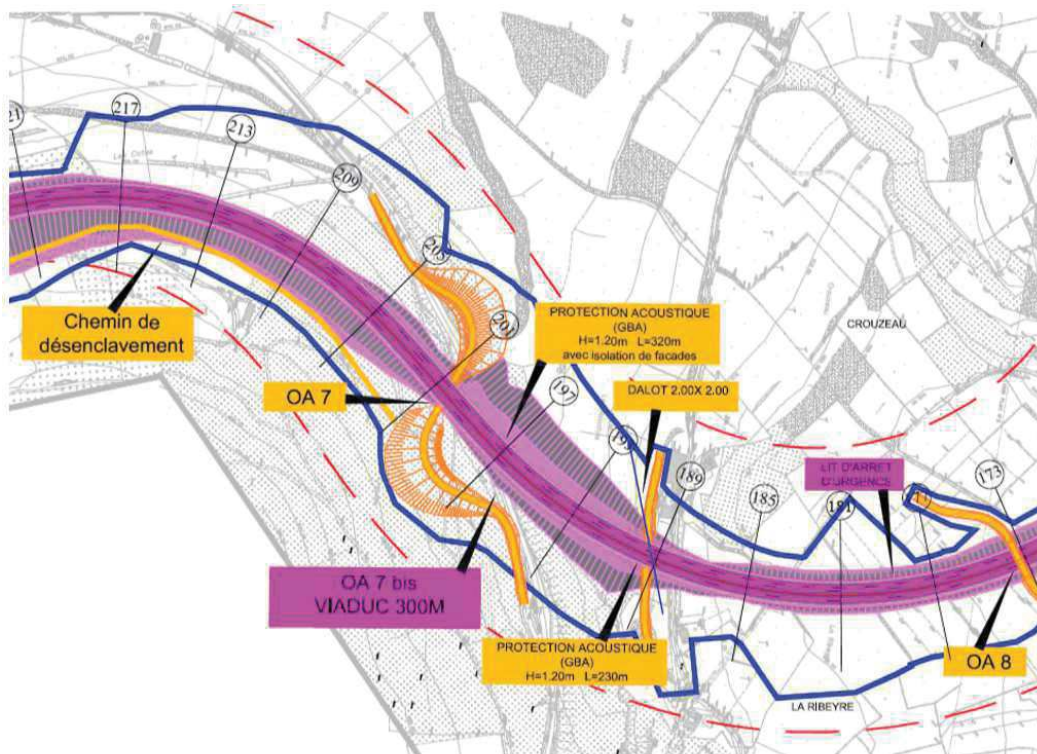 21
217
213
209
205
201
197
193
189
185
181
173
Chemin de
désenclavement
OA 7
PROTECTION ACOUSTIQUE
(GBA)
H=1.20m L=320m
avec isolation de facades
DALOT 2.00X 2.00
CROUZEAU
LIT D'ARRET
D'URGENCE
OA 7 bis
VIADUC 300M
PROTECTION ACOUSTIQUE
(GBA)
H=1.20m L=230m
OA 8
LA RIBEYRE